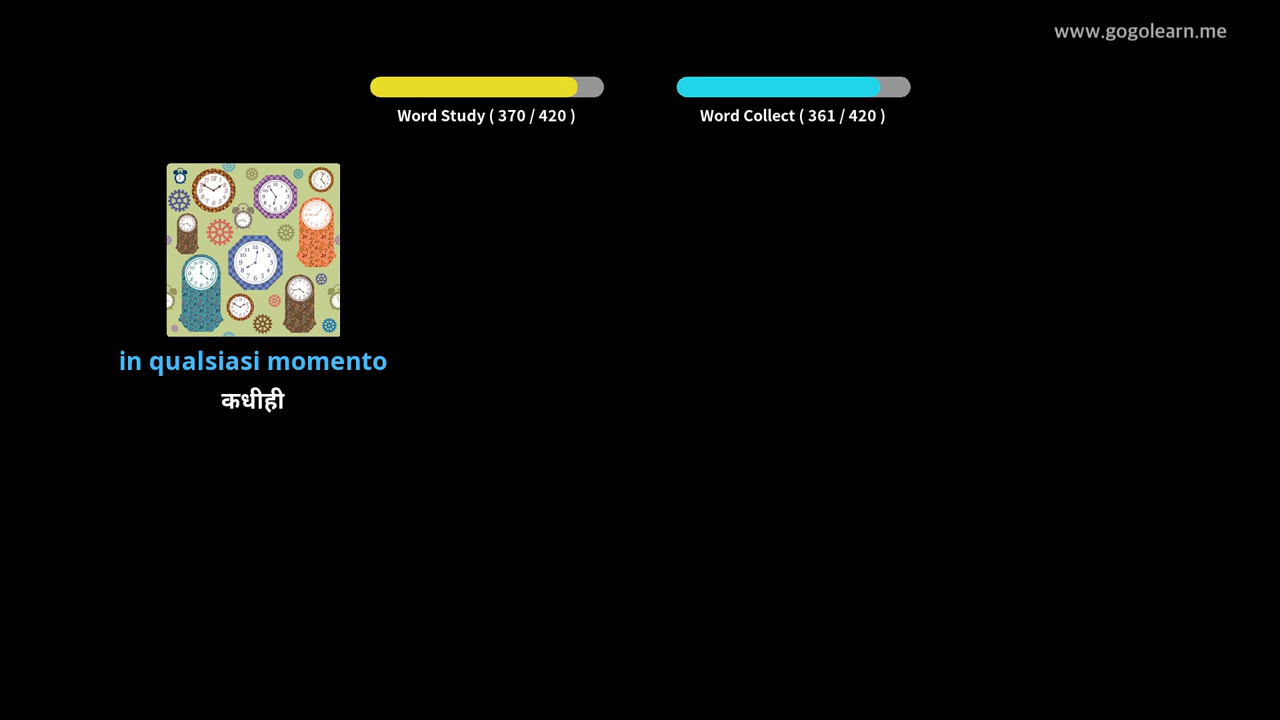 www.gogolearn.me
Word Study ( 370 / 420 )
Word Collect ( 361 / 420 )
in qualsiasi momento
कधीही